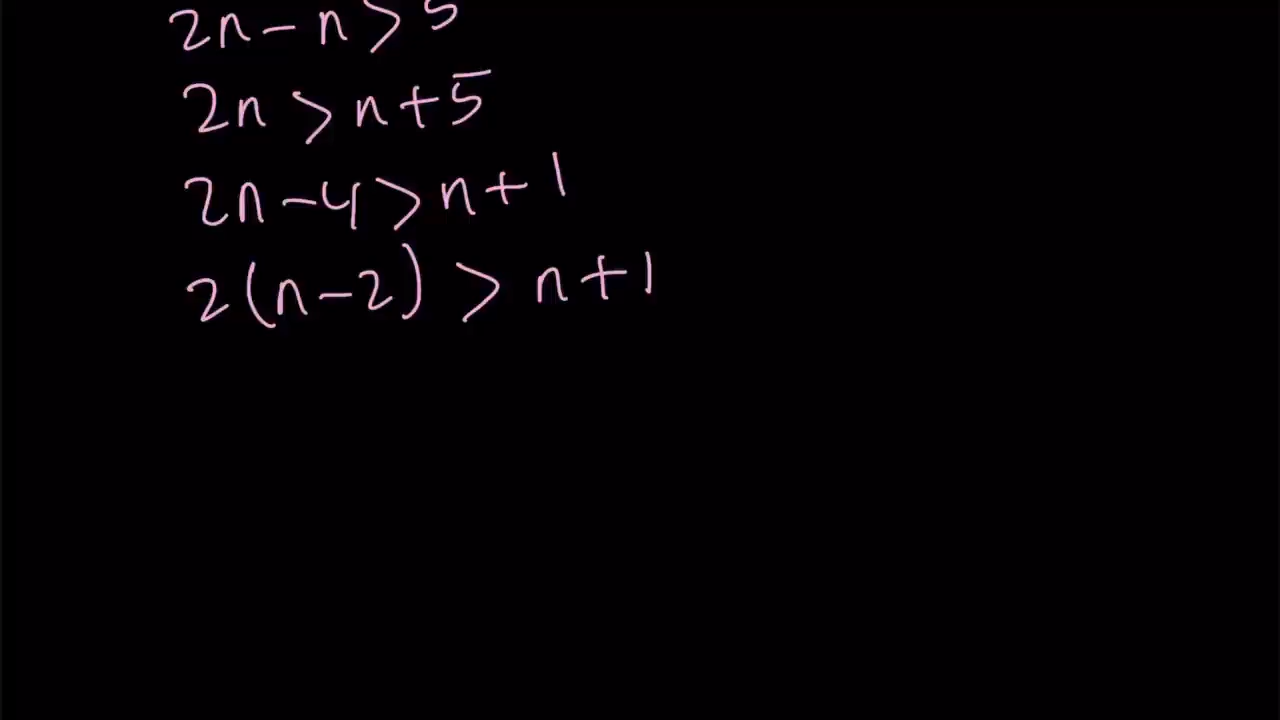 2n - n > 5
2n > n + 5
2n - 4 > n + 1
2(n - 2) > n + 1